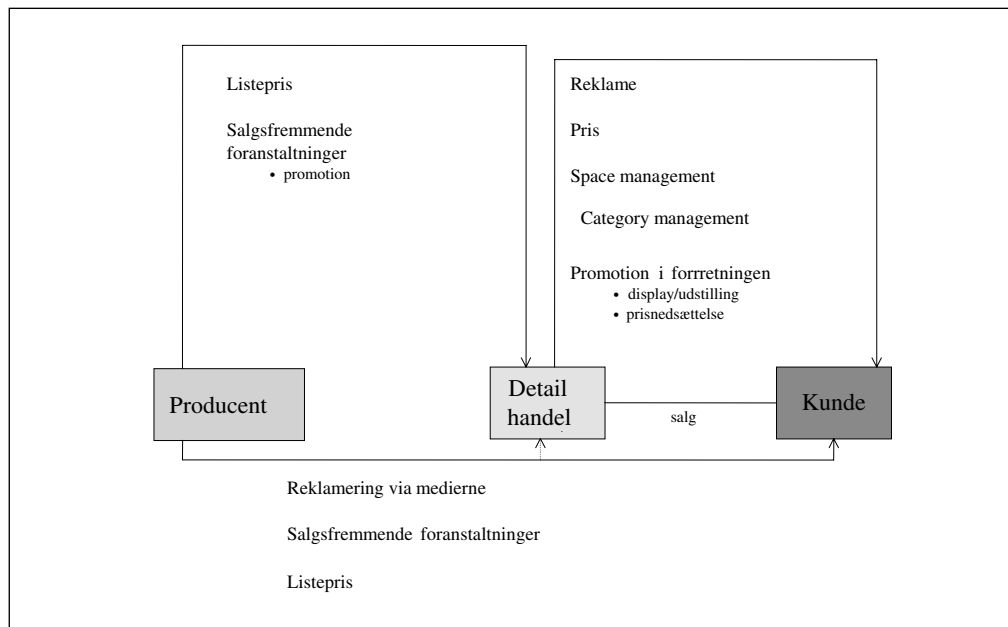 Listepris
Salgsfremmende
foranstaltninger
• promotion
Reklame
Pris
Space management
Category management
Promotion i forrretningen
• display/udstilling
• prisnedsættelse
Producent
Detail
handel
salg
Kunde
Reklamering via medierne
Salgsfremmende foranstaltninger
Listepris